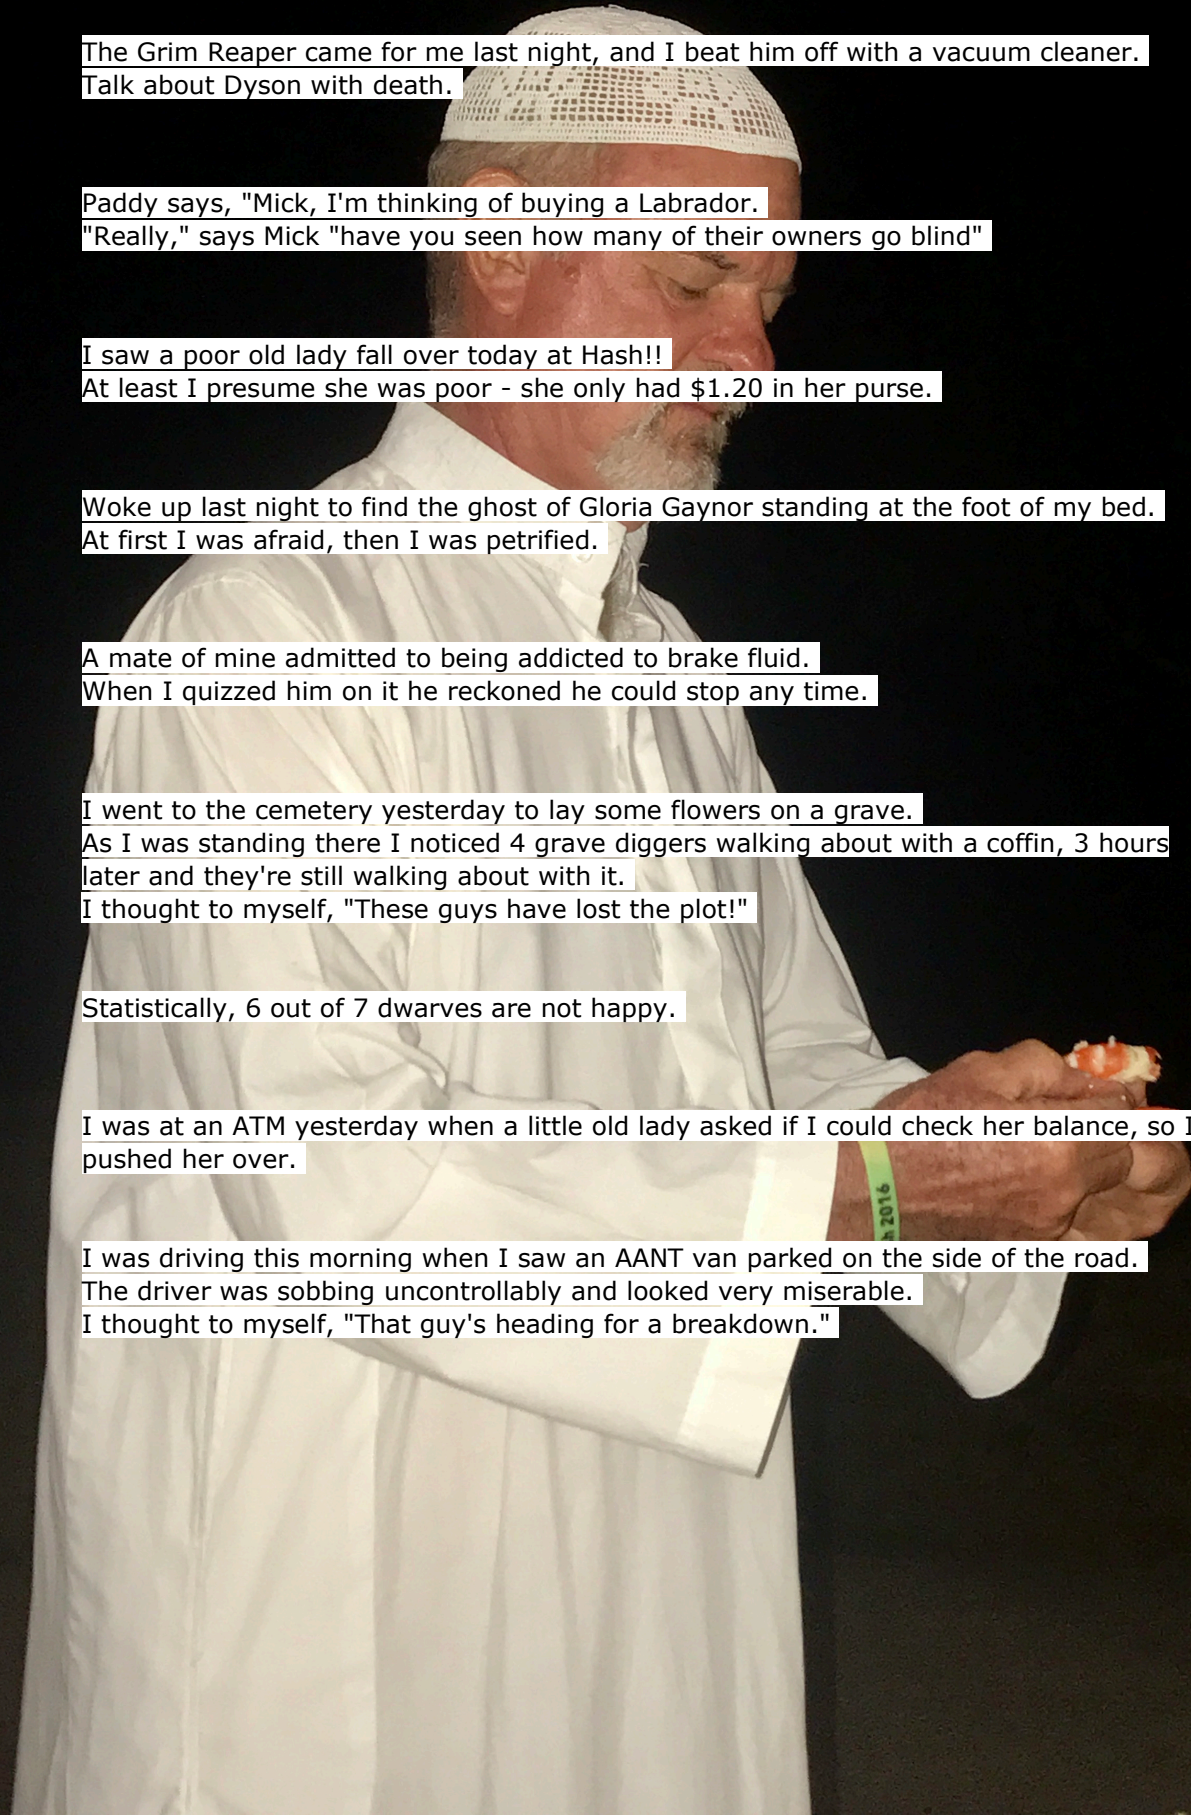 The Grim Reaper came for me last night, and I beat him off with a vacuum cleaner.
Talk about Dyson with death.
Paddy says, "Mick, I'm thinking of buying a Labrador.
"Really," says Mick "have you seen how many of their owners go blind"
I saw a poor old lady fall over today at Hash!!
At least I presume she was poor - she only had $1.20 in her purse.
Woke up last night to find the ghost of Gloria Gaynor standing at the foot of my bed.
At first I was afraid, then I was petrified.
A mate of mine admitted to being addicted to brake fluid.
When I quizzed him on it he reckoned he could stop any time.
I went to the cemetery yesterday to lay some flowers on a grave.
As I was standing there I noticed 4 grave diggers walking about with a coffin, 3 hours
later and they're still walking about with it.
I thought to myself, "These guys have lost the plot!"
Statistically, 6 out of 7 dwarves are not happy.
I was at an ATM yesterday when a little old lady asked if I could check her balance, so I
pushed her over.
2016
I was driving this morning when I saw an AANT van parked on the side of the road.
The driver was sobbing uncontrollably and looked very miserable.
I thought to myself, "That guy's heading for a breakdown."